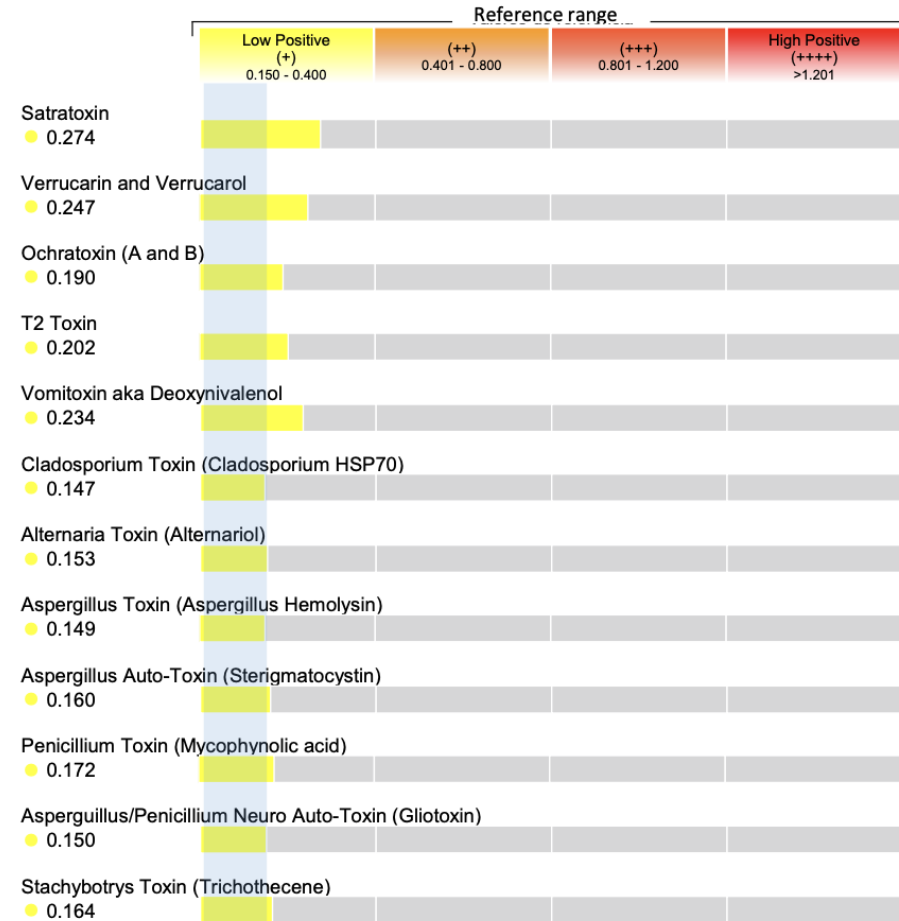 Reference range
Low Positive
(+)
0.150 - 0.400
(++)
0.401 - 0.800
(+++)
0.801 - 1.200
High Positive
(++++)
>1.201
Satratoxin
0.274
Verrucarin and Verrucarol
0.247
Ochratoxin (A and B)
0.190
T2 Toxin
0.202
Vomitoxin aka Deoxynivalenol
0.234
Cladosporium Toxin (Cladosporium HSP70)
0.147
Alternaria Toxin (Alternariol)
0.153
Aspergillus Toxin (Aspergillus Hemolysin)
0.149
Aspergillus Auto-Toxin (Sterigmatocystin)
0.160
Penicillium Toxin (Mycophynolic acid)
0.172
Asperguillus/Penicillium Neuro Auto-Toxin (Gliotoxin)
0.150
Stachybotrys Toxin (Trichothecene)
0.164